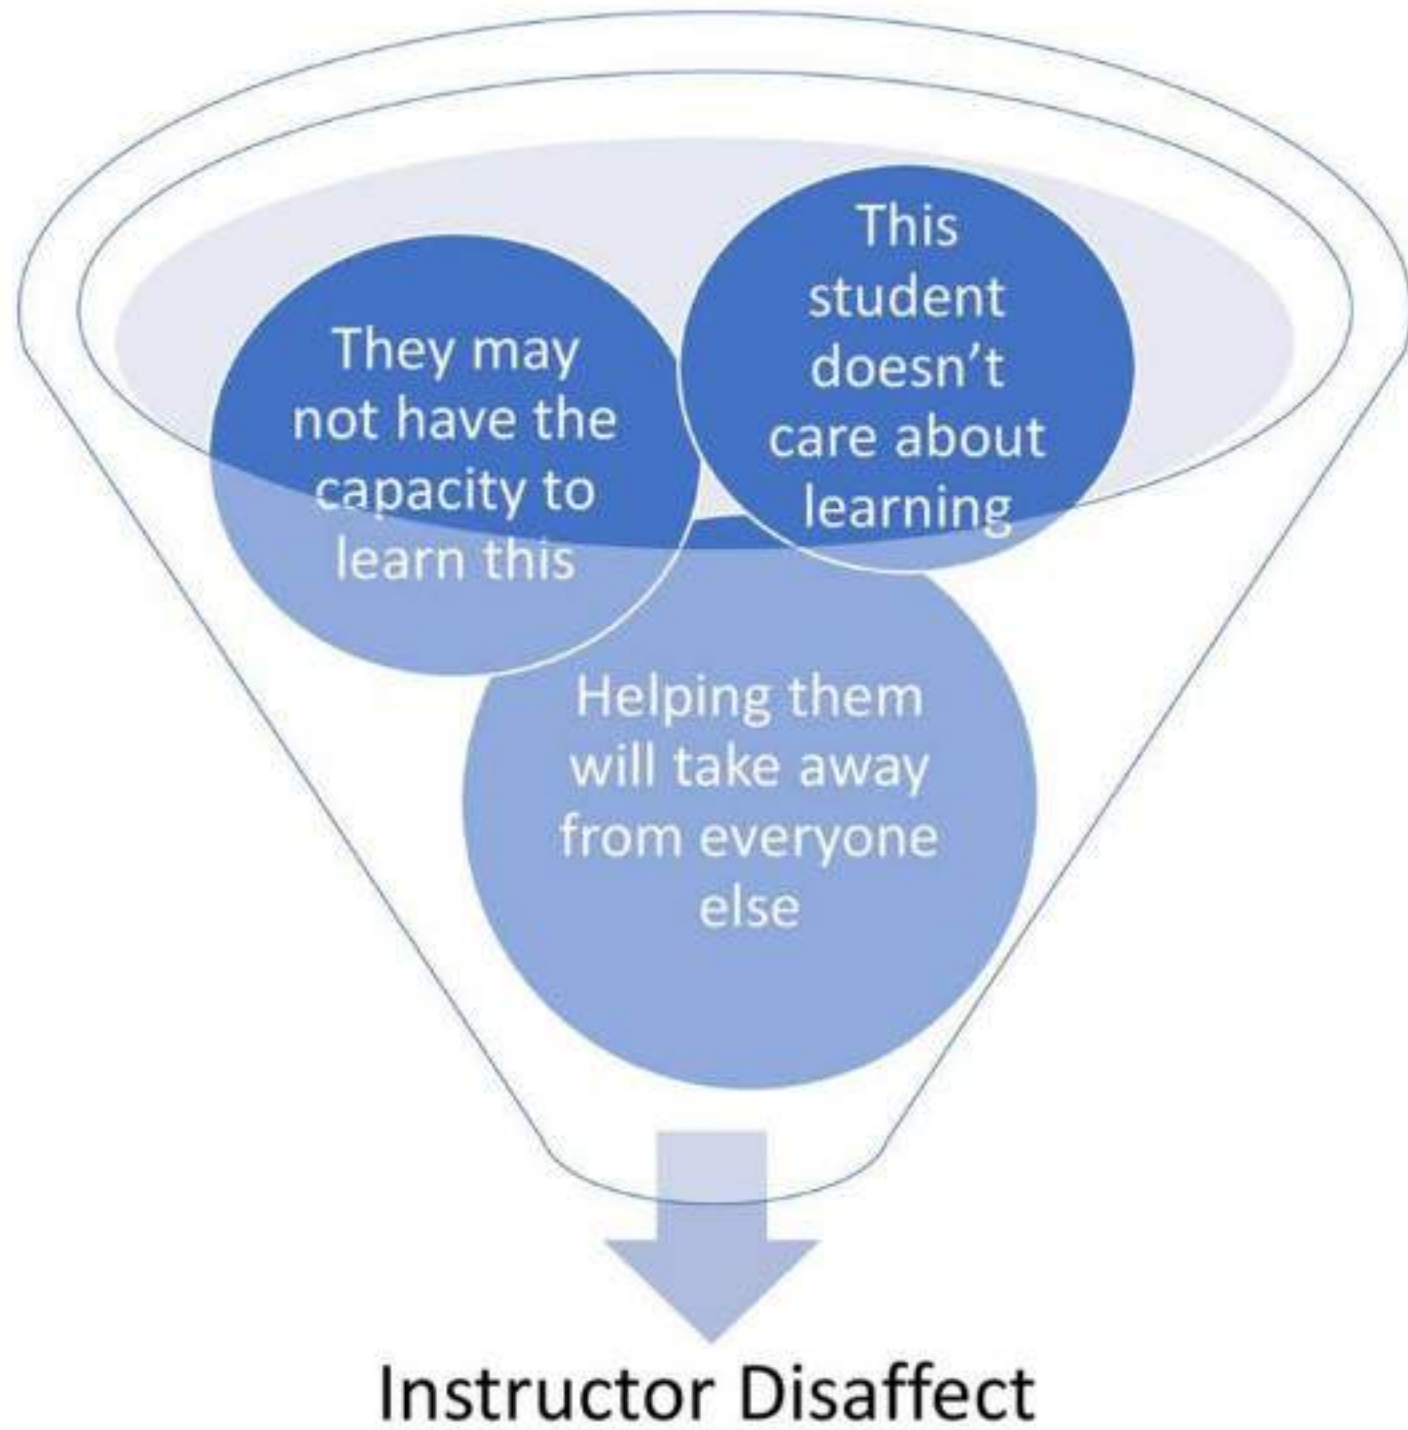 This
student
doesn't
care about
learning
They may
not have the
capacity to
learn this
Helping them
will take away
from everyone
else
Instructor Disaffect